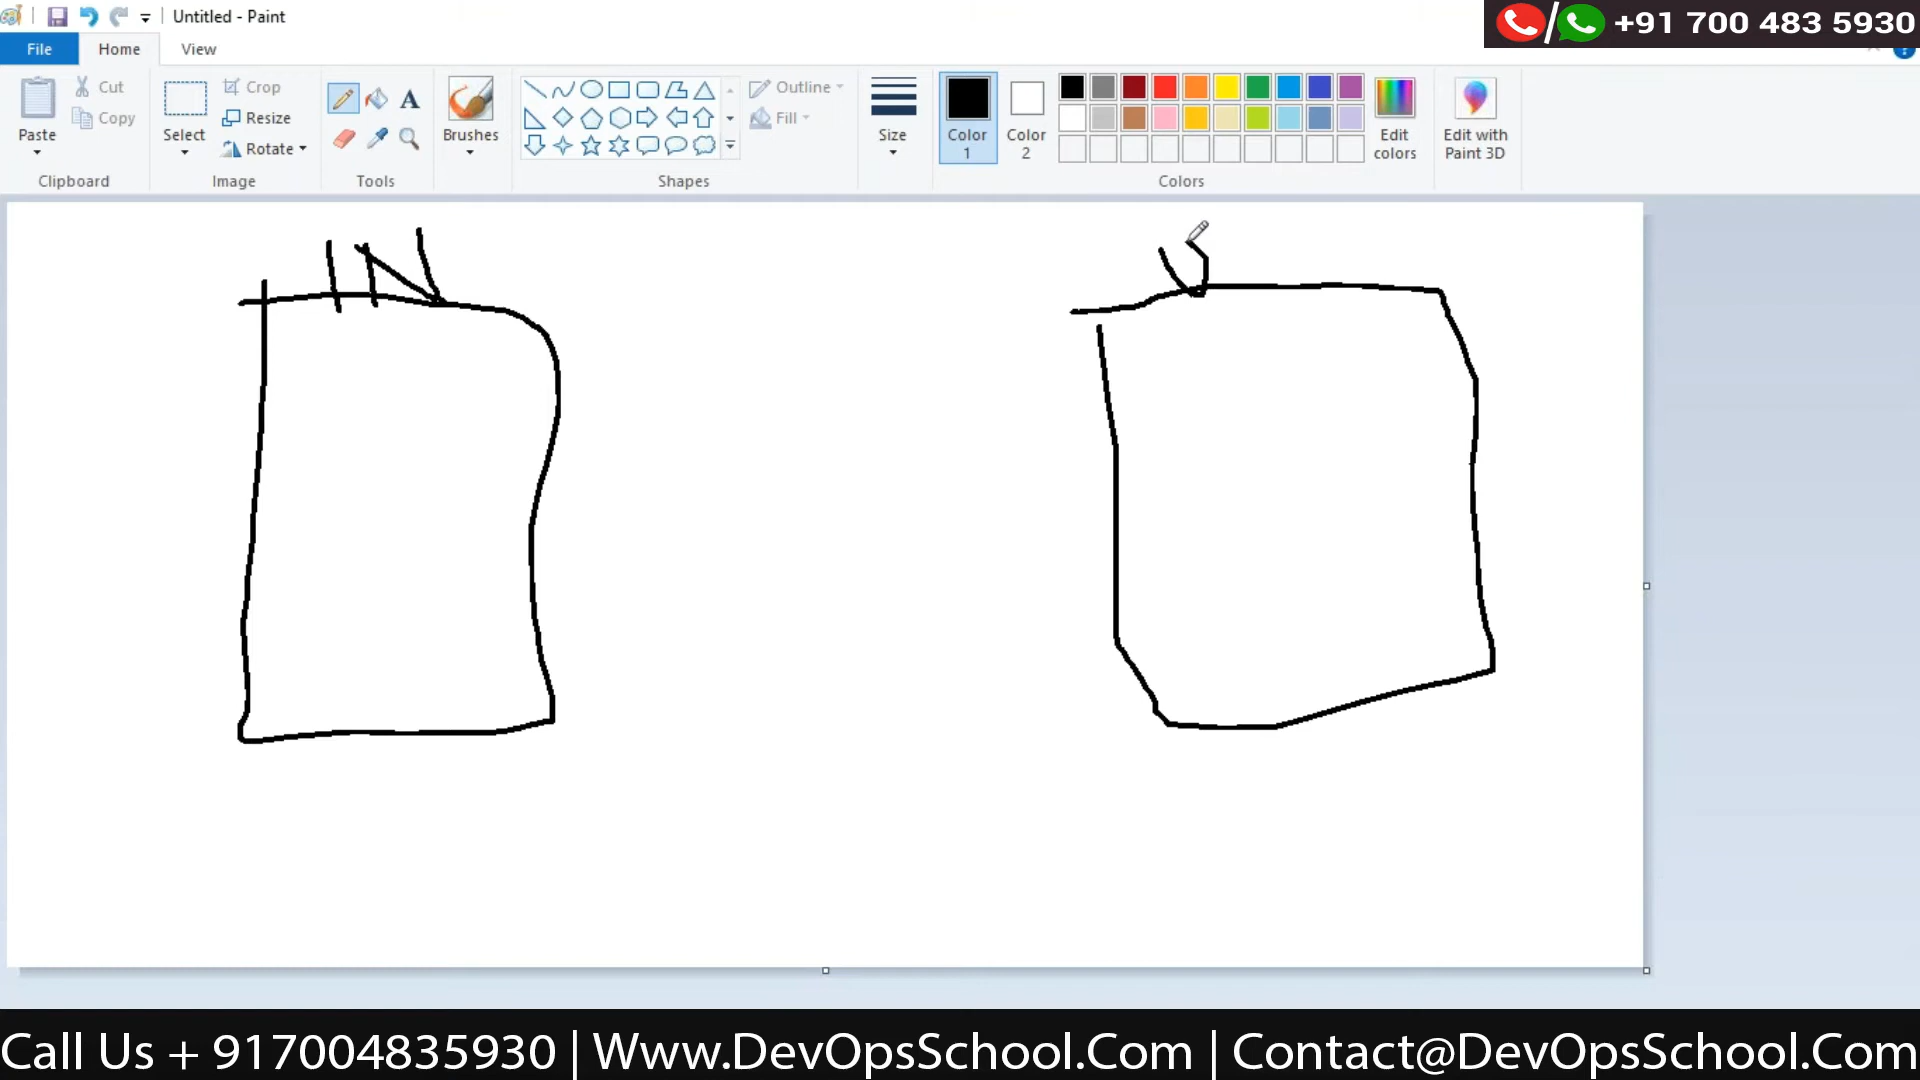 Untitled - Paint
+91 700 483 5930
File Home View
Paste
Cut
Copy
Clipboard
Select
Crop
Resize
Rotate
Image
A
Tools
Brushes
Shapes
Outline
Fill
Size
Color 1
Color 2
Edit colors
Edit with Paint 3D
Colors
IN
Call Us + 917004835930 | Www.DevOpsSchool.Com | Contact@DevOpsSchool.Com